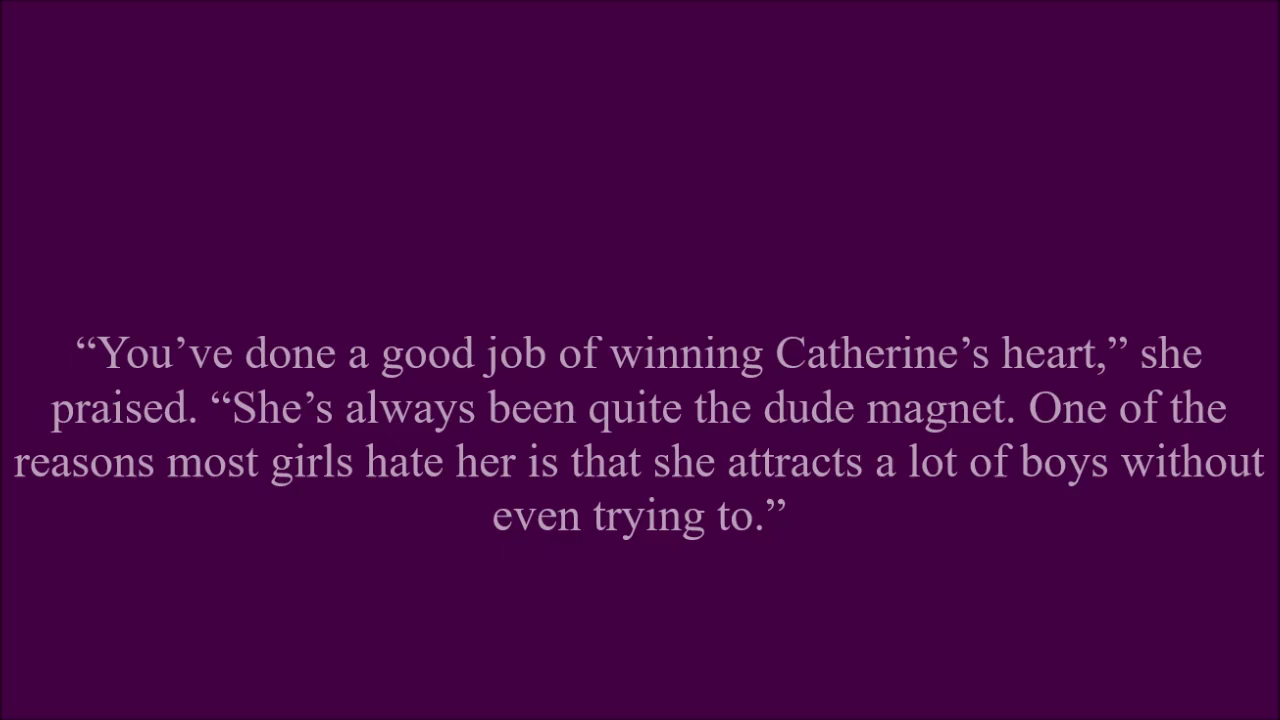 “You’ve done a good job of winning Catherine’s heart,” she
praised. “She’s always been quite the dude magnet. One of the
reasons most girls hate her is that she attracts a lot of boys without
even trying to.”